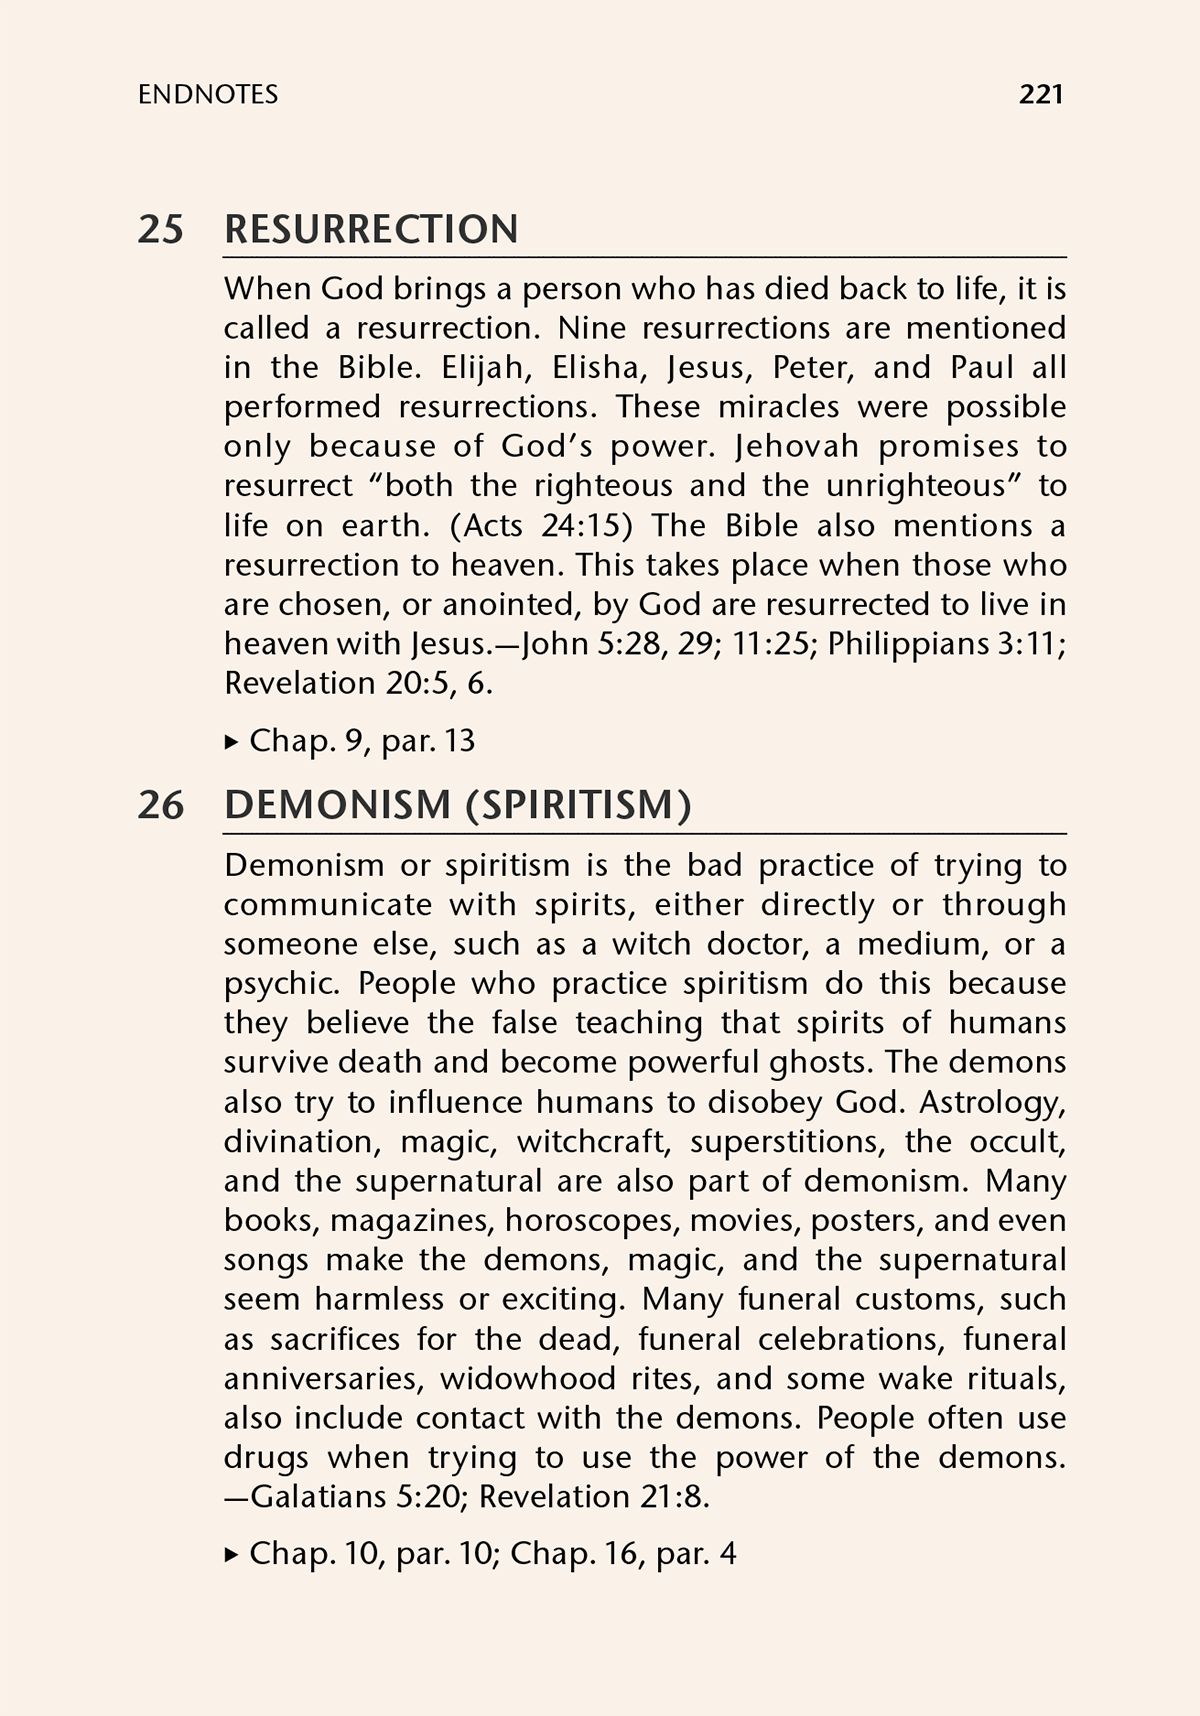 ENDNOTES 221
25 RESURRECTION
When God brings a person who has died back to life, it is
called a resurrection. Nine resurrections are mentioned
in the Bible. Elijah, Elisha, Jesus, Peter, and Paul all
performed resurrections. These miracles were possible
only because of God’s power. Jehovah promises to
resurrect “both the righteous and the unrighteous” to
life on earth. (Acts 24:15) The Bible also mentions a
resurrection to heaven. This takes place when those who
are chosen, or anointed, by God are resurrected to live in
heaven with Jesus.—John 5:28, 29; 11:25; Philippians 3:11;
Revelation 20:5, 6.
▸ Chap. 9, par. 13
26 DEMONISM (SPIRITISM)
Demonism or spiritism is the bad practice of trying to
communicate with spirits, either directly or through
someone else, such as a witch doctor, a medium, or a
psychic. People who practice spiritism do this because
they believe the false teaching that spirits of humans
survive death and become powerful ghosts. The demons
also try to influence humans to disobey God. Astrology,
divination, magic, witchcraft, superstitions, the occult,
and the supernatural are also part of demonism. Many
books, magazines, horoscopes, movies, posters, and even
songs make the demons, magic, and the supernatural
seem harmless or exciting. Many funeral customs, such
as sacrifices for the dead, funeral celebrations, funeral
anniversaries, widowhood rites, and some wake rituals,
also include contact with the demons. People often use
drugs when trying to use the power of the demons.
—Galatians 5:20; Revelation 21:8.
▸ Chap. 10, par. 10; Chap. 16, par. 4